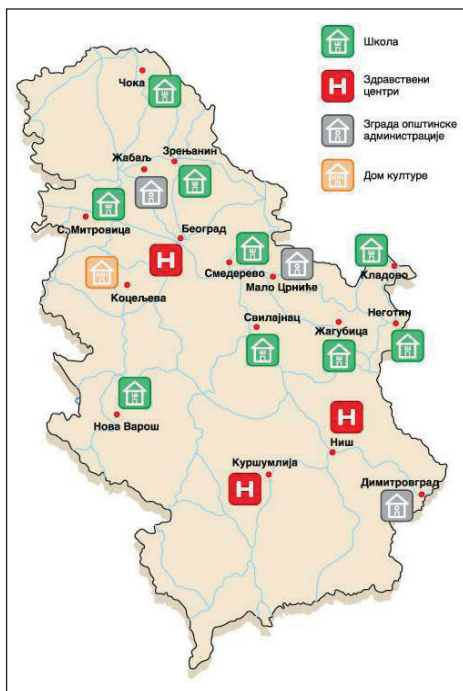 Школа
Здравствени
центри
Зграда општинске
администрације
Дом културе
Чока
Зрењанин
Жабаљ
С. Митровица
Београд
Смедерево
Мало Црниће
Кладово
Коцељева
Свилајнац
Жагубица
Неготин
Нова Варош
Ниш
Куршумлија
Димитровград
H
H
H
H